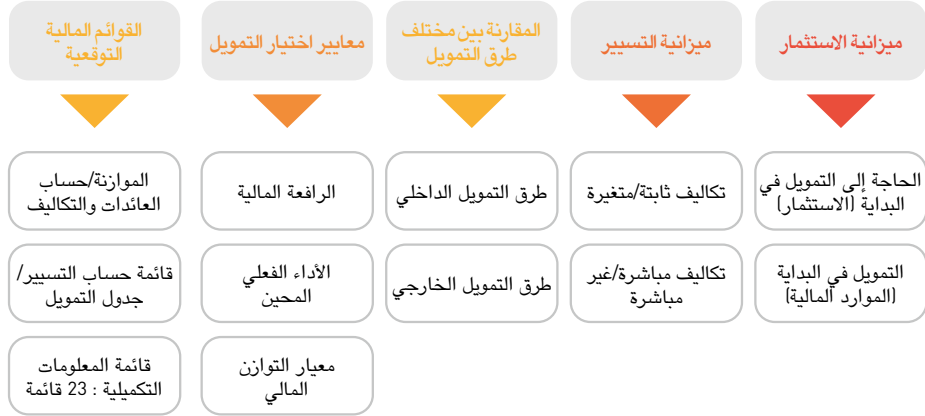 ميزانية الاستثمار
ميزانية التسيير
المقارنة بين مختلف
طرق التمويل
معايير اختيار التمويل
القوائم المالية
التوقعية
الحاجة إلى التمويل في
البداية (الاستثمار)
تكاليف ثابتة/متغيرة
طرق التمويل الداخلي
الرافعة المالية
الموازنة/حساب
العائدات والتكاليف
التمويل في البداية
(الموارد المالية)
تكاليف مباشرة/غير
مباشرة
طرق التمويل الخارجي
الأداء الفعلي
المحين
قائمة حساب التسيير/
جدول التمويل
معيار التوازن
المالي
قائمة المعلومات
التكميلية : 23 قائمة